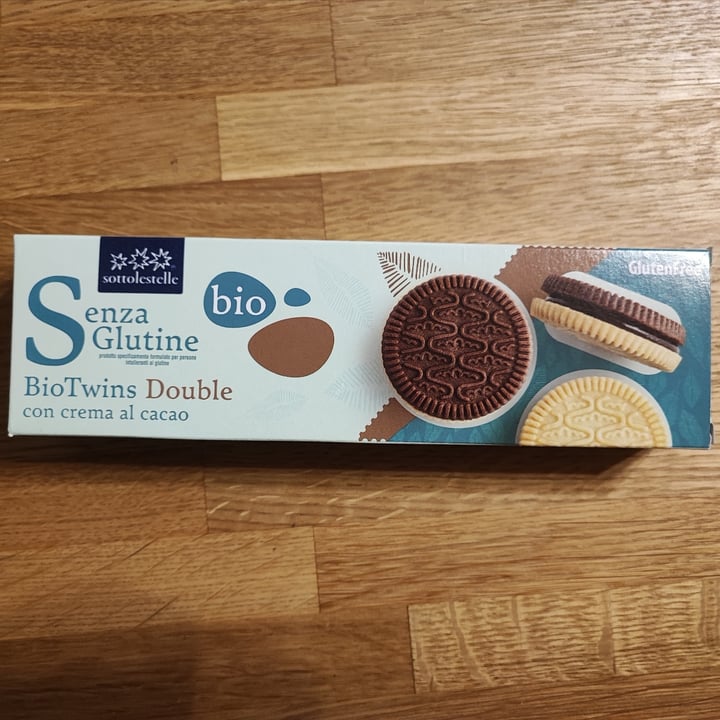 sottolestelle
Senza
Glutine
prodotto specificamente formulato per persone
intolleranti al glutine
bio
BioTwins Double
con crema al cacao
GlutenFree